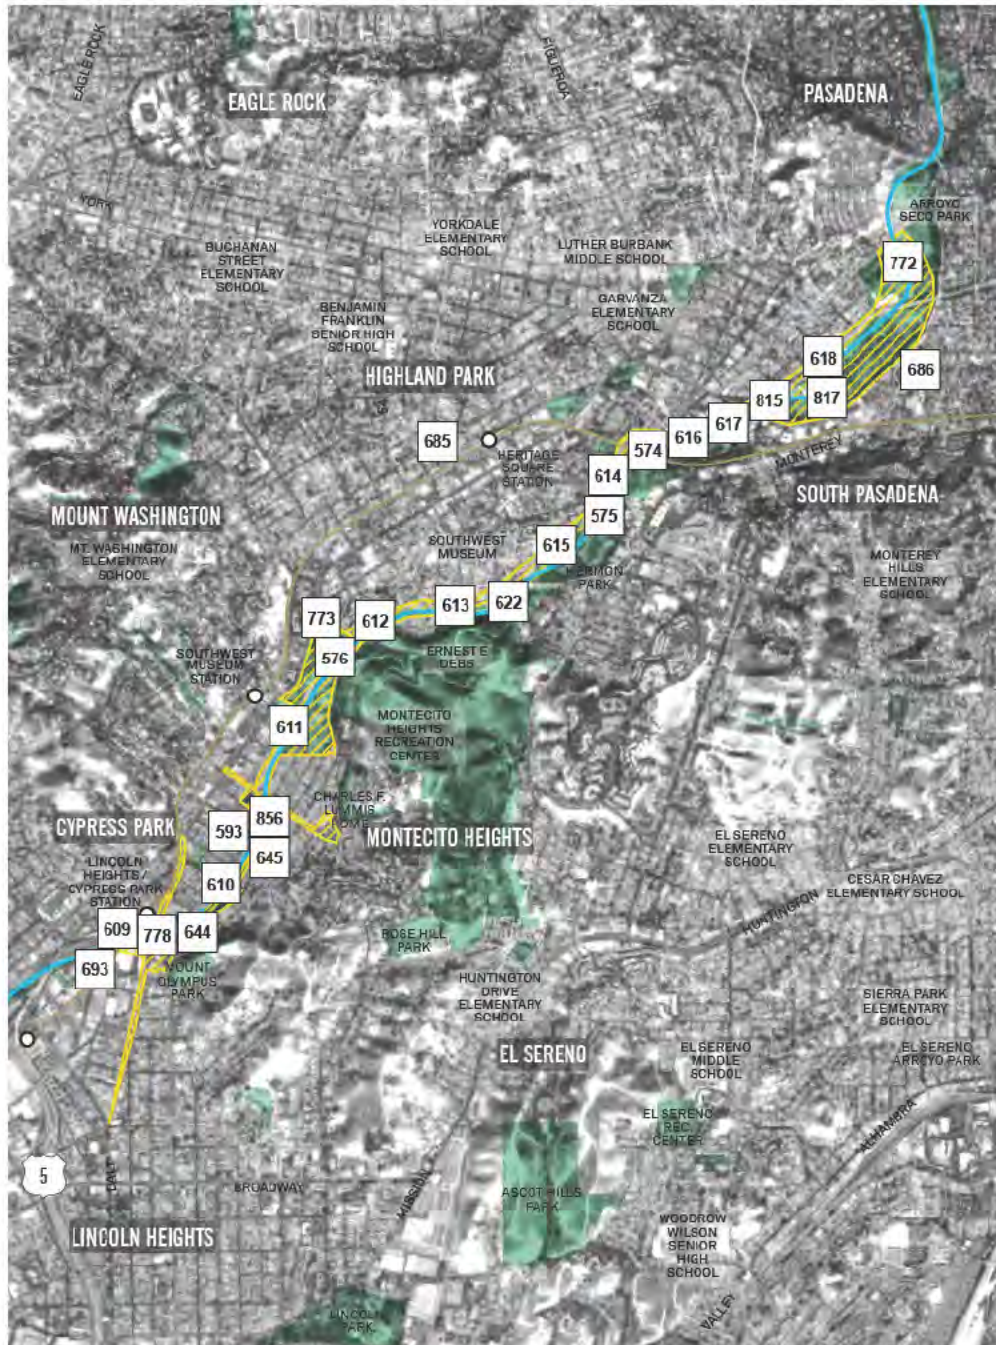 EAGLE ROCK
FIGUEROA
EAGLE ROCK
PASADENA
YORK
ARROYO
SECO PARK
YORKDALE
ELEMENTARY
SCHOOL
BUCHANAN
STREET
ELEMENTARY
SCHOOL
LUTHER BURBANK
MIDDLE SCHOOL
772
GARVANZA
ELEMENTARY
SCHOOL
BENJAMIN
FRANKLIN
SENIOR HIGH
SCHOOL
618
HIGHLAND PARK
686
815
817
617
616
685
574
HERITAGE
SQUARE
STATION
MONTEREY
614
SOUTH PASADENA
MOUNT WASHINGTON
575
MT. WASHINGTON
ELEMENTARY
SCHOOL
SOUTHWEST
MUSEUM
615
HERMON
PARK
MONTEREY
HILLS
ELEMENTARY
SCHOOL
773
612
613
622
576
ERNEST E
DEBS
SOUTHWEST
MUSEUM
STATION
611
MONTECITO
HEIGHTS
RECREATION
CENTER
CHARLES F.
LUMMIS
HOME
CYPRESS PARK
593
856
MONTECITO HEIGHTS
EL SERENO
ELEMENTARY
SCHOOL
645
LINCOLN
HEIGHTS /
CYPRESS PARK
STATION
610
CESAR CHAVEZ
ELEMENTARY SCHOOL
HUNTINGTON
609
778
644
ROSE HILL
PARK
693
MOUNT
OLYMPUS
PARK
HUNTINGTON
DRIVE
ELEMENTARY
SCHOOL
SIERRA PARK
ELEMENTARY
SCHOOL
EL SERENO
EL SERENO
MIDDLE
SCHOOL
EL SERENO
ARROYO PARK
EL SERENO
REC.
CENTER
ALHAMBRA
5
DALY
BROADWAY
MISSION
ASCOT HILLS
PARK
LINCOLN HEIGHTS
WOODROW
WILSON
SENIOR
HIGH
SCHOOL
LINCOLN
PARK
VALLEY